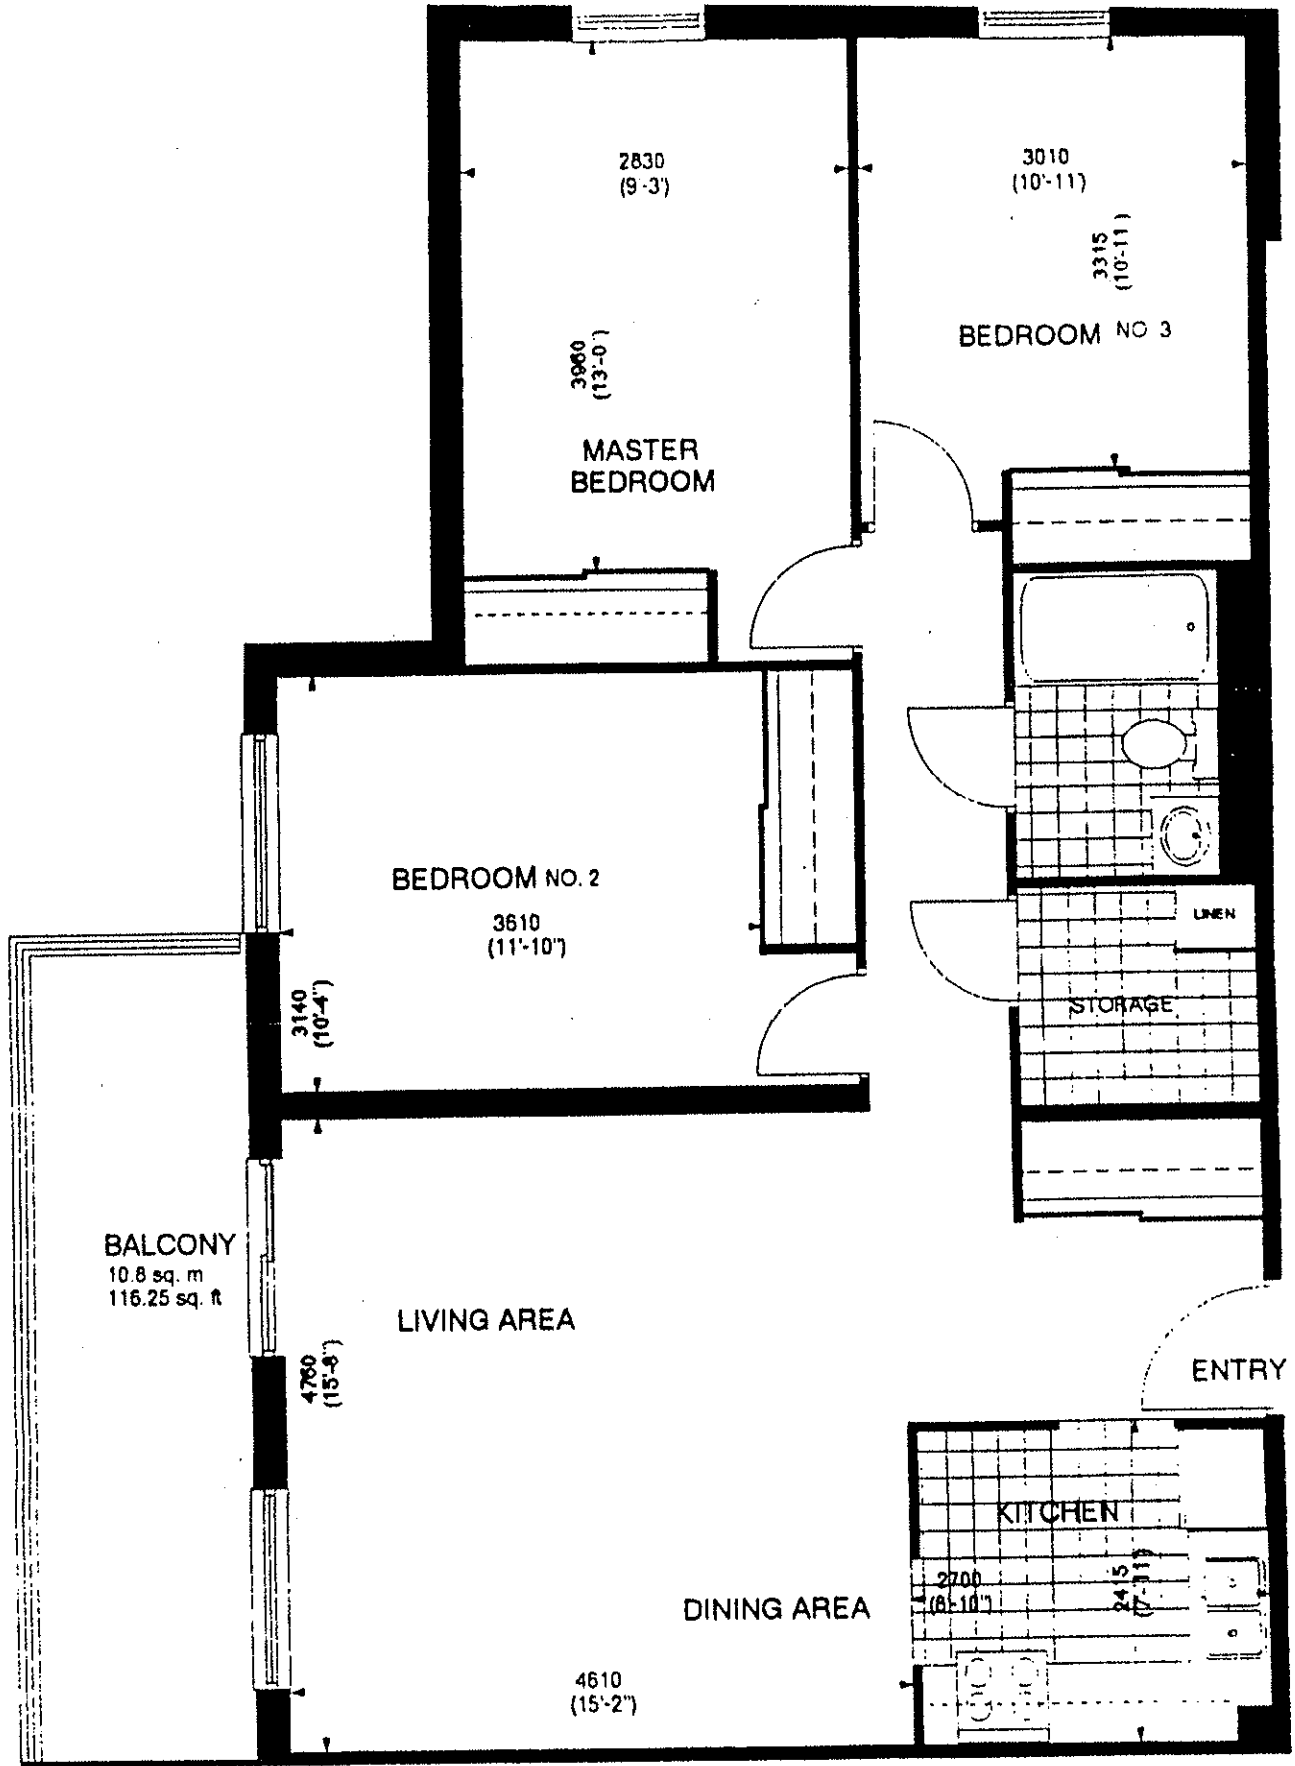 2830
(9'-3')
3010
(10'-11')
3315
(10'-11)
BEDROOM NO 3
3960
(13'-0')
MASTER
BEDROOM
BEDROOM NO. 2
3610
(11'-10")
3140
(10'-4")
LINEN
STORAGE
BALCONY
10.8 sq. m
116.25 sq. ft
LIVING AREA
4760
(15'-8")
ENTRY
KITCHEN
2700
(8'-10")
2415
(7'-11")
DINING AREA
4610
(15'-2")